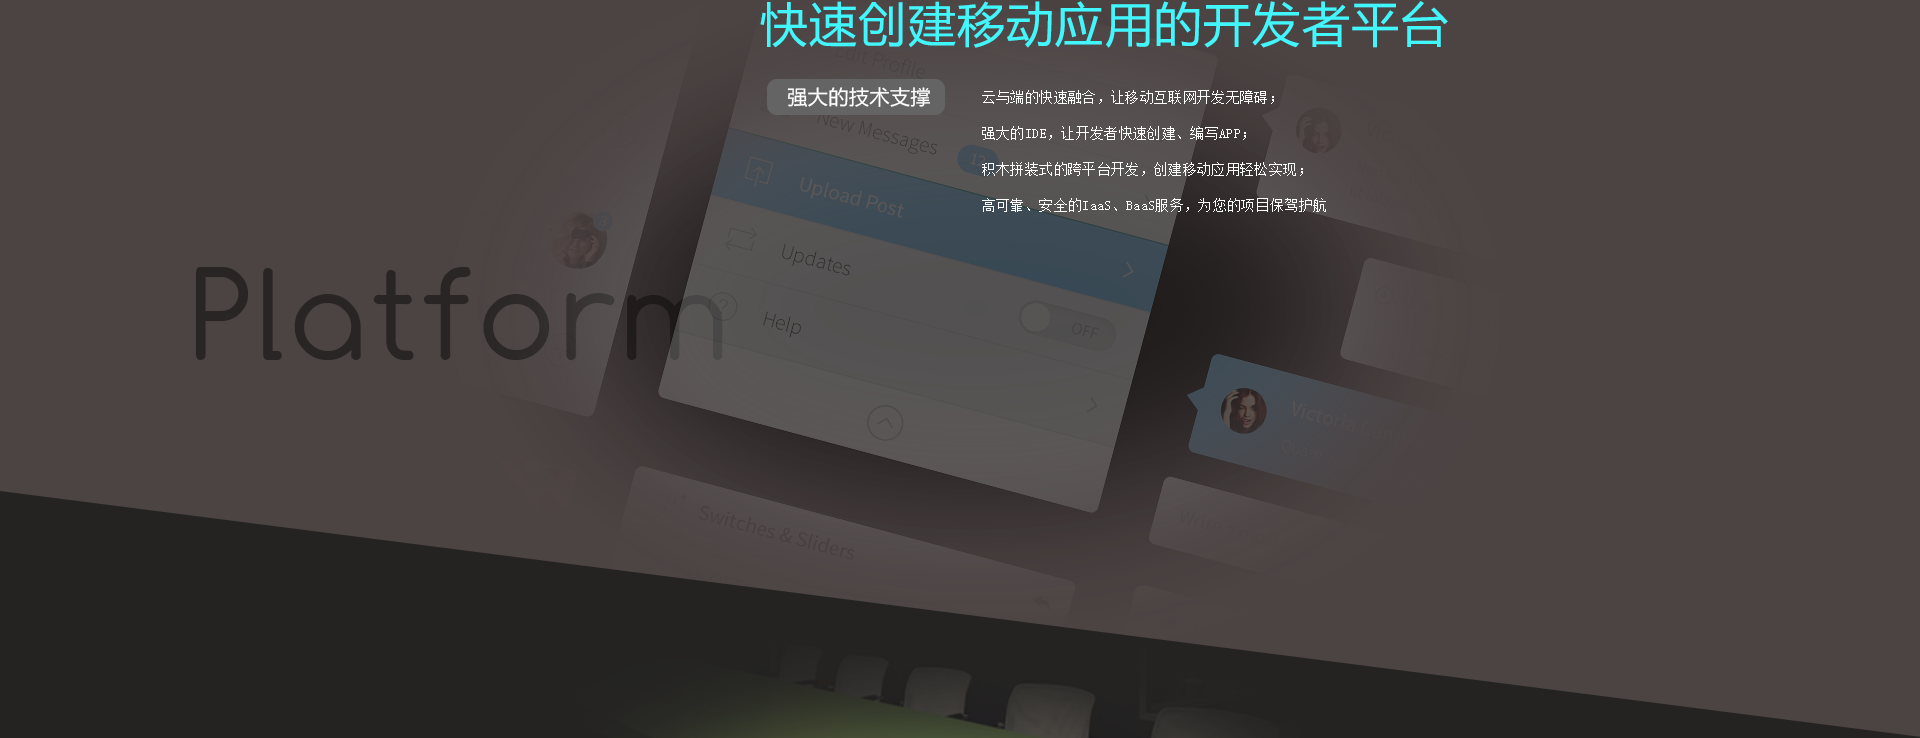 快速创建移动应用的开发者平台
强大的技术支撑
云与端的快速融合，让移动互联网开发无障碍；
强大的IDE，让开发者快速创建、编写APP；
积木拼装式的跨平台开发，创建移动应用轻松实现；
高可靠、安全的IaaS、BaaS服务，为您的项目保驾护航
Edit Profile
New Messages
Upload Post
Updates
OFF
Help
Platform
Victoria
Switches & Sliders